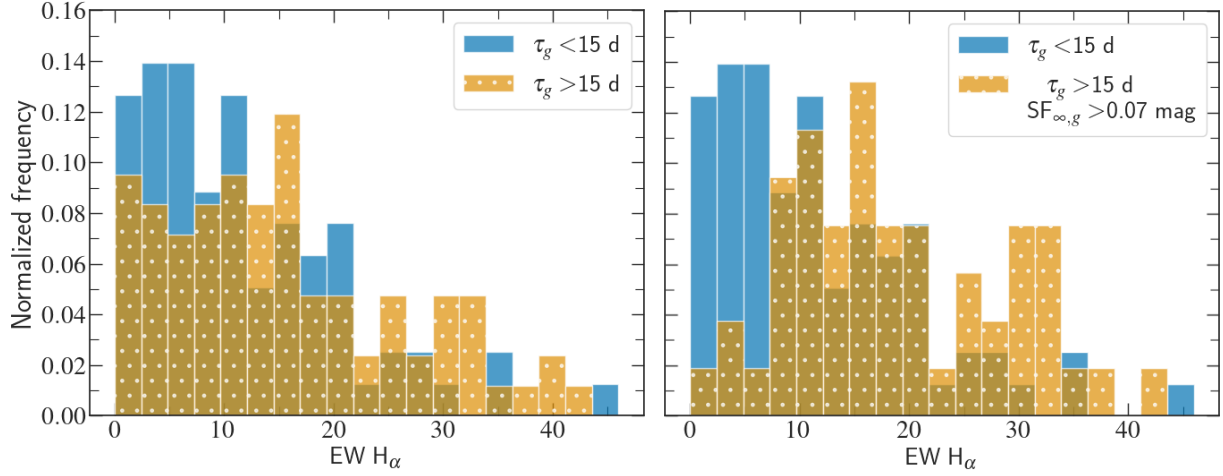 0.16
0.14
0.12
0.10
0.08
0.06
0.04
0.02
0.00
Normalized frequency
τg <15 d
τg >15 d
0 10 20 30 40
EW Hα
τg <15 d
τg >15 d
SF∞,g >0.07 mag
0 10 20 30 40
EW Hα